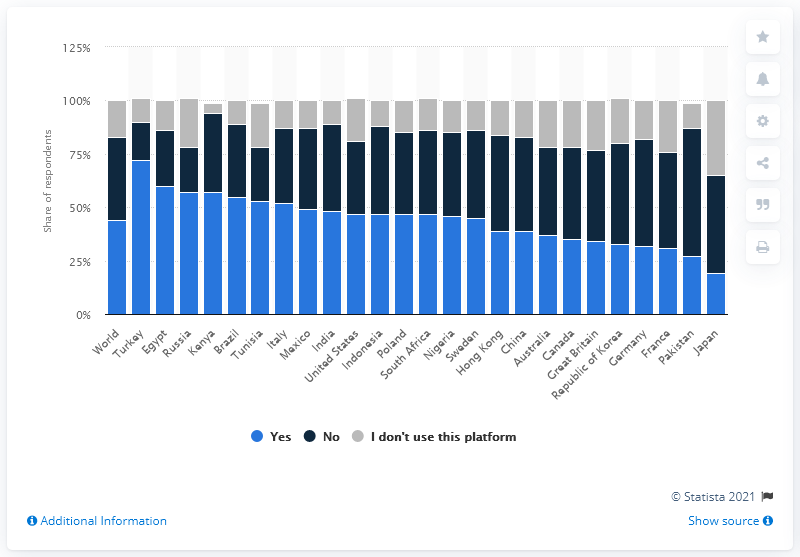 125%
100%
75%
50%
25%
0%
Share of respondents
World
Turkey
Egypt
Russia
Kenya
Brazil
Tunisia
Italy
Mexico
India
United States
Indonesia
Poland
South Africa
Nigeria
Sweden
Hong Kong
China
Australia
Canada
Great Britain
Republic of Korea
Germany
France
Pakistan
Japan
Yes No I don't use this platform
© Statista 2021
Additional Information Show source